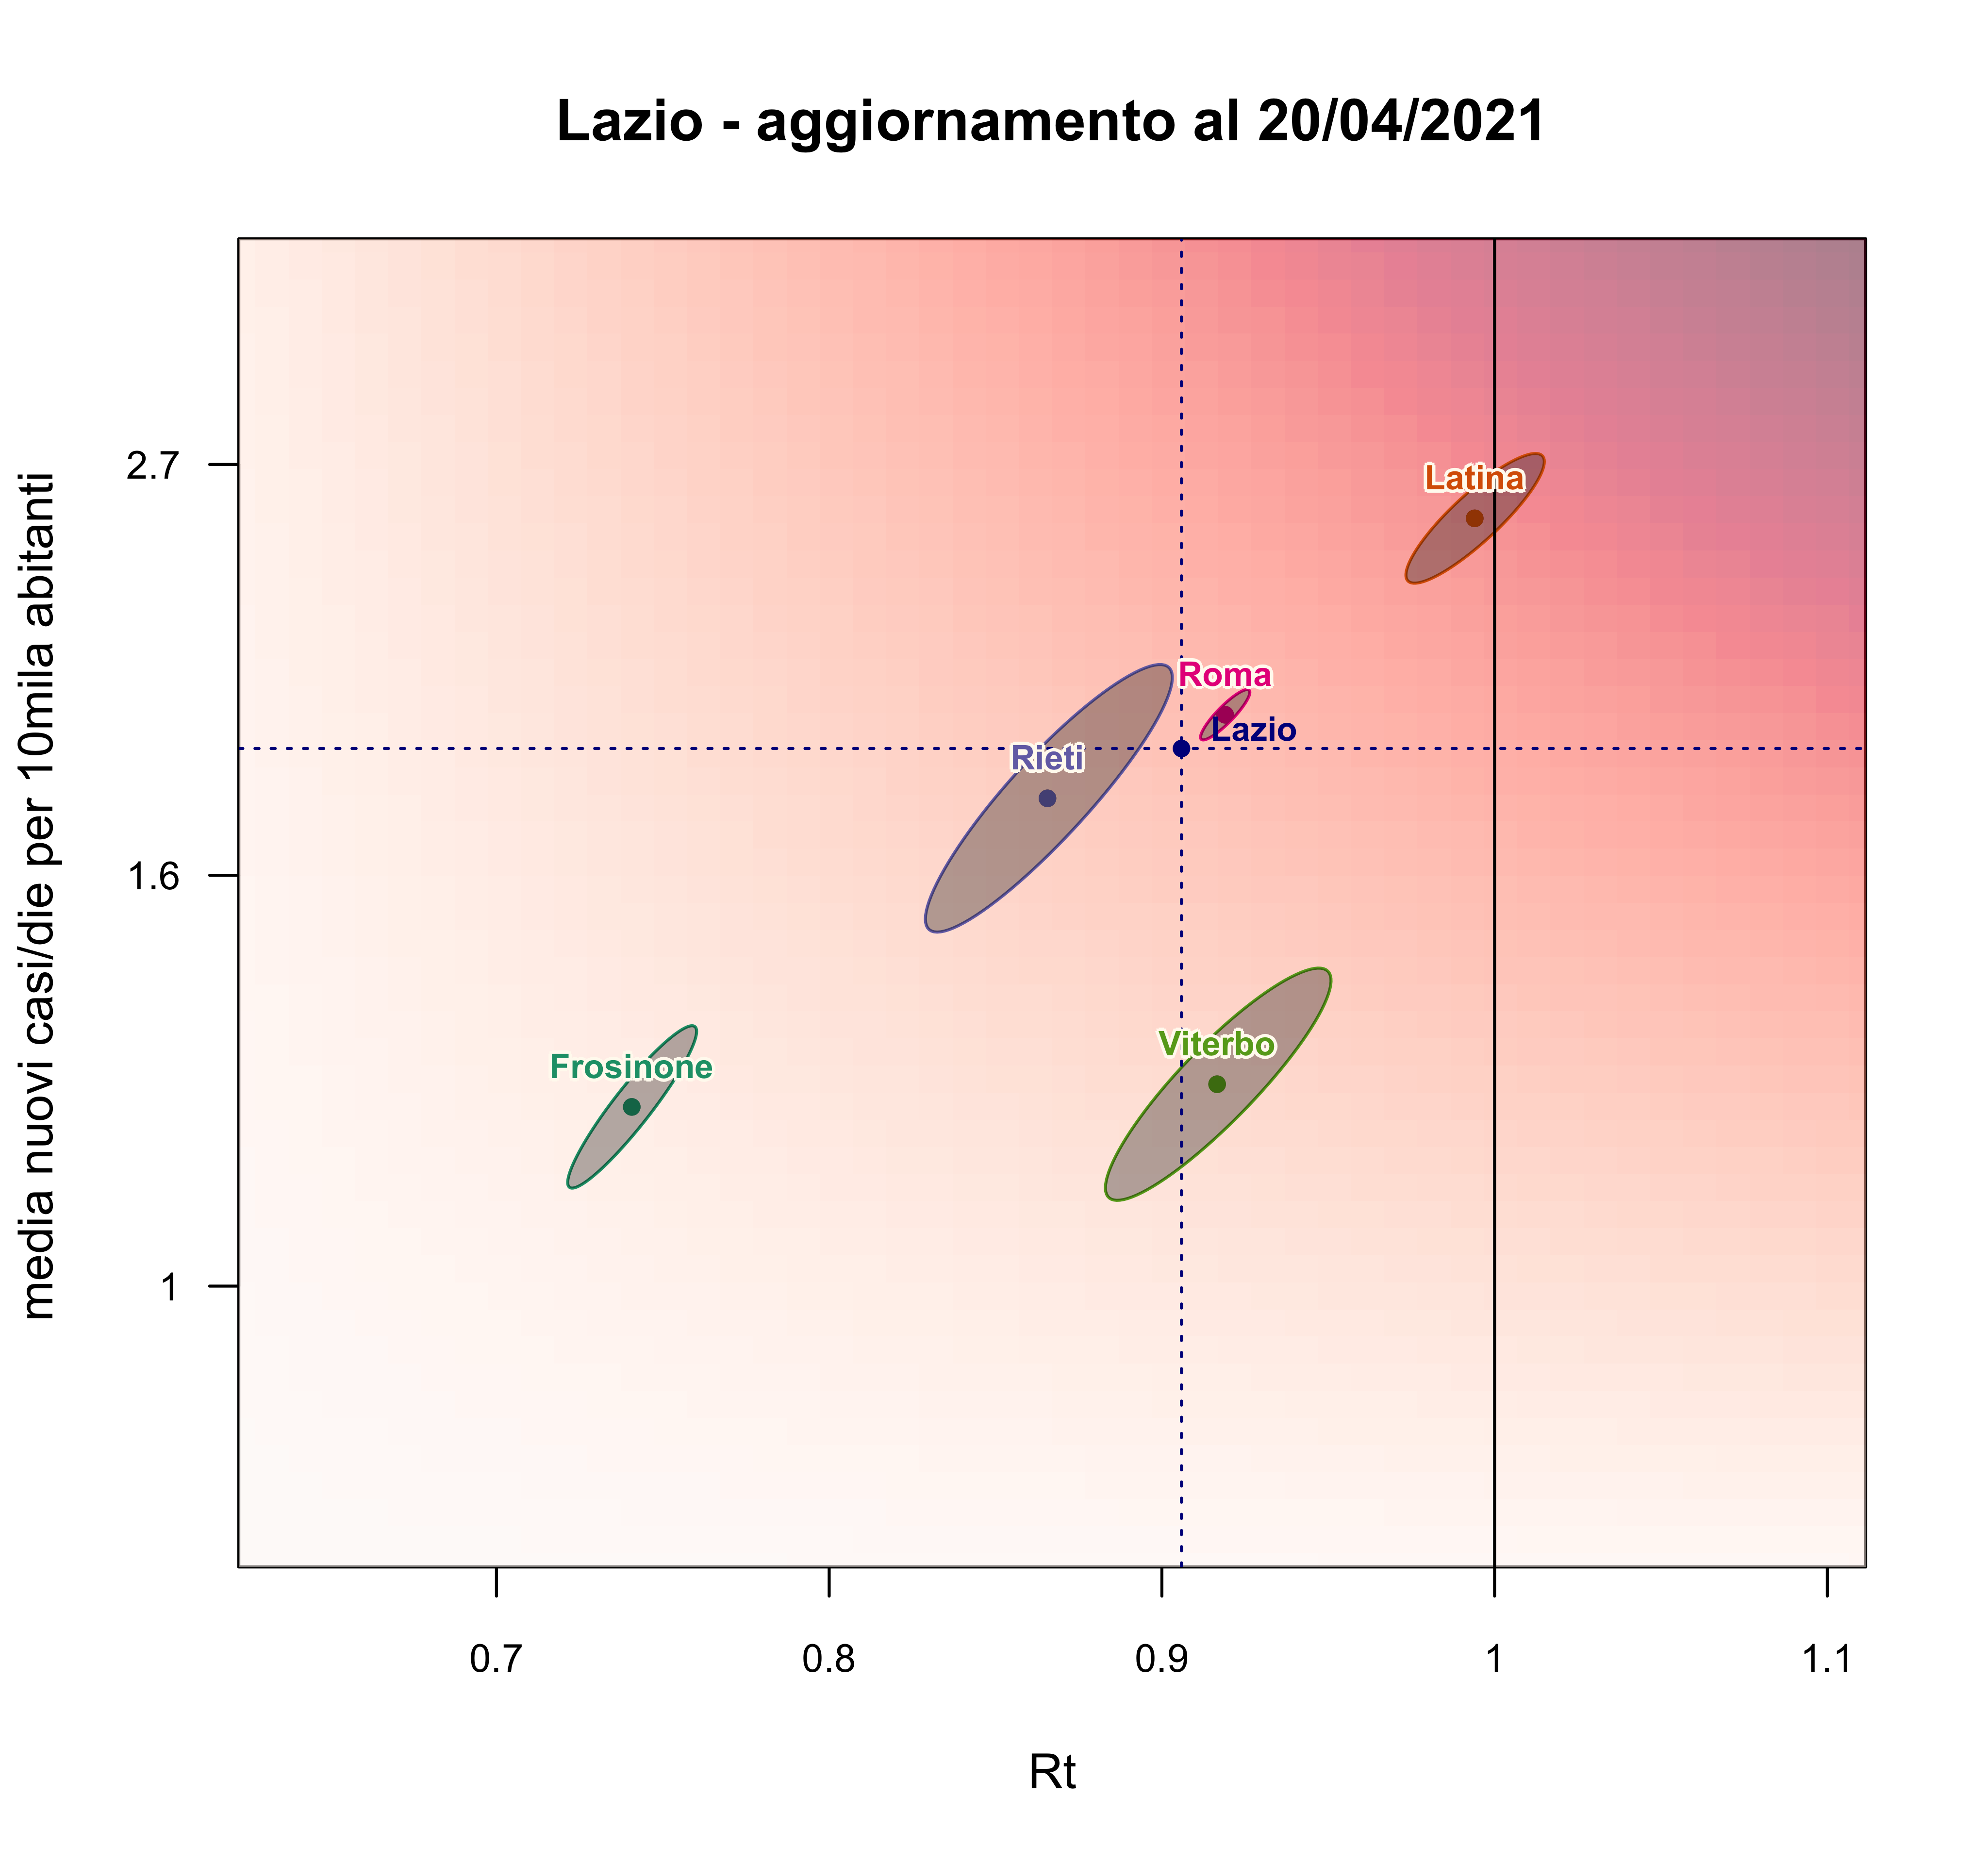 Lazio - aggiornamento al 20/04/2021
media nuovi casi/die per 10mila abitanti
2.7
1.6
1
Latina
Roma
Lazio
Rieti
Viterbo
Frosinone
0.7
0.8
0.9
1
1.1
Rt